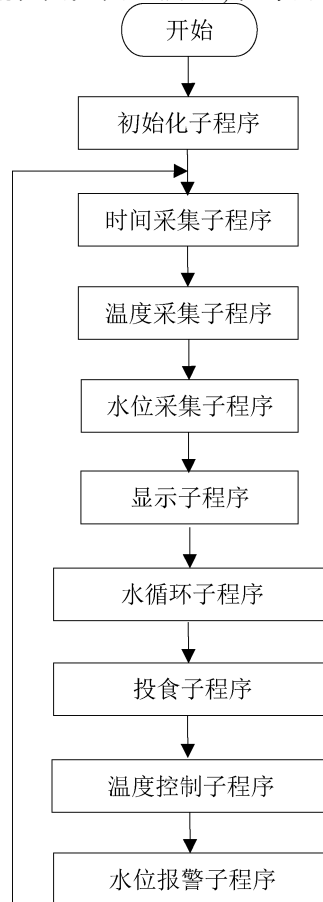 开始
初始化子程序
时间采集子程序
温度采集子程序
水位采集子程序
显示子程序
水循环子程序
投食子程序
温度控制子程序
水位报警子程序